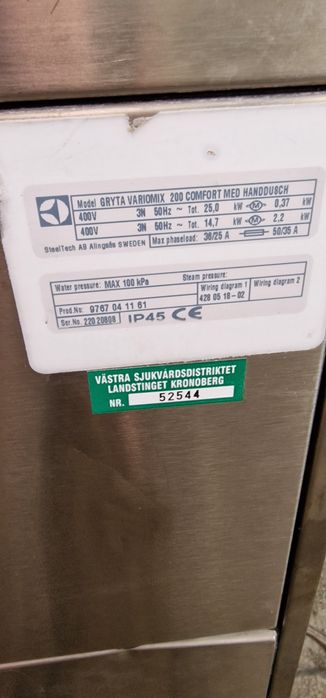 Model GRYTA VARIOMIX 200 COMFORT MED HANDDUSCH
400V 3N 50Hz ~ Tot. 25,0 kW M 0,37 kW
400V 3N 50Hz ~ Tot. 14,7 kW M 2,2 kW
SteelTech AB Alingsås SWEDEN Max phaseload: 36/25 A 50/35 A
Water pressure: MAX 100 kPa Steam pressure:
Wiring diagram 1 Wiring diagram 2
Prod.No: 9767 04 11 61 428 05 18-02
Ser.No. 220 20808 IP45 CE
VÄSTRA SJUKVÅRDSDISTRIKTET
LANDSTINGET KRONOBERG
NR. 52544